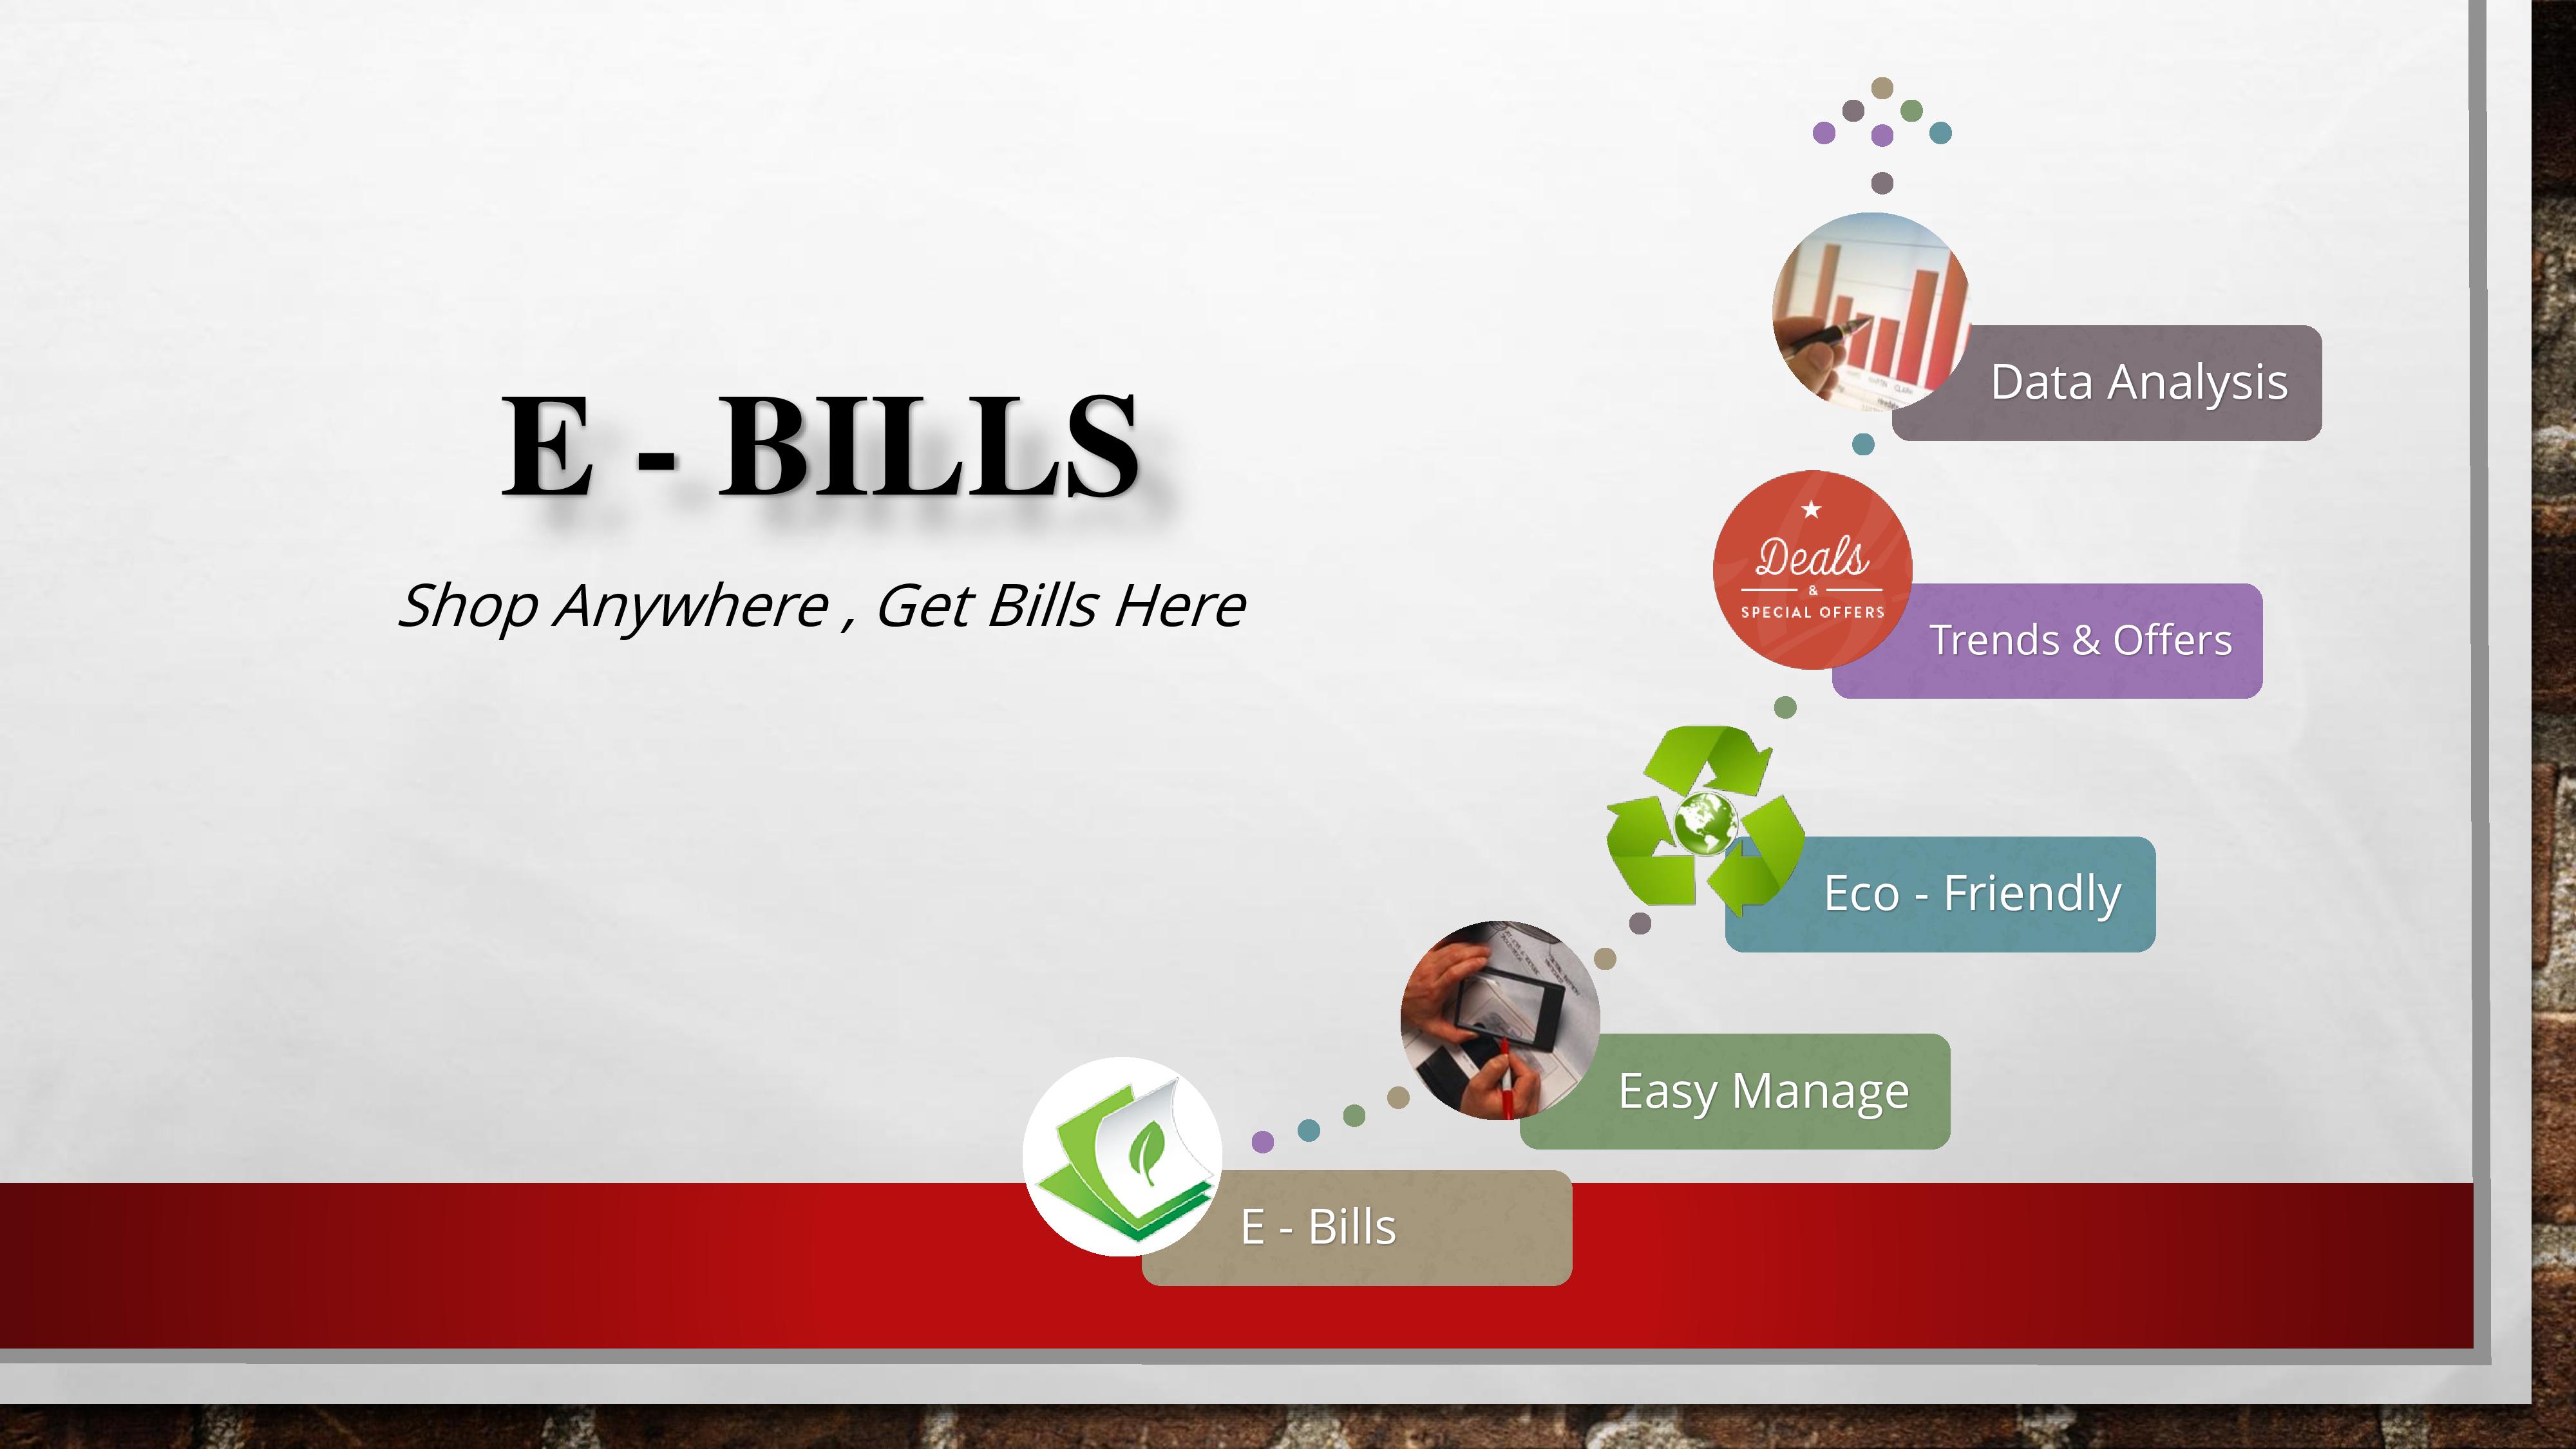 E - BILLS
Shop Anywhere , Get Bills Here
Data Analysis
Deals
&
SPECIAL OFFERS
Trends & Offers
Eco - Friendly
Easy Manage
E - Bills